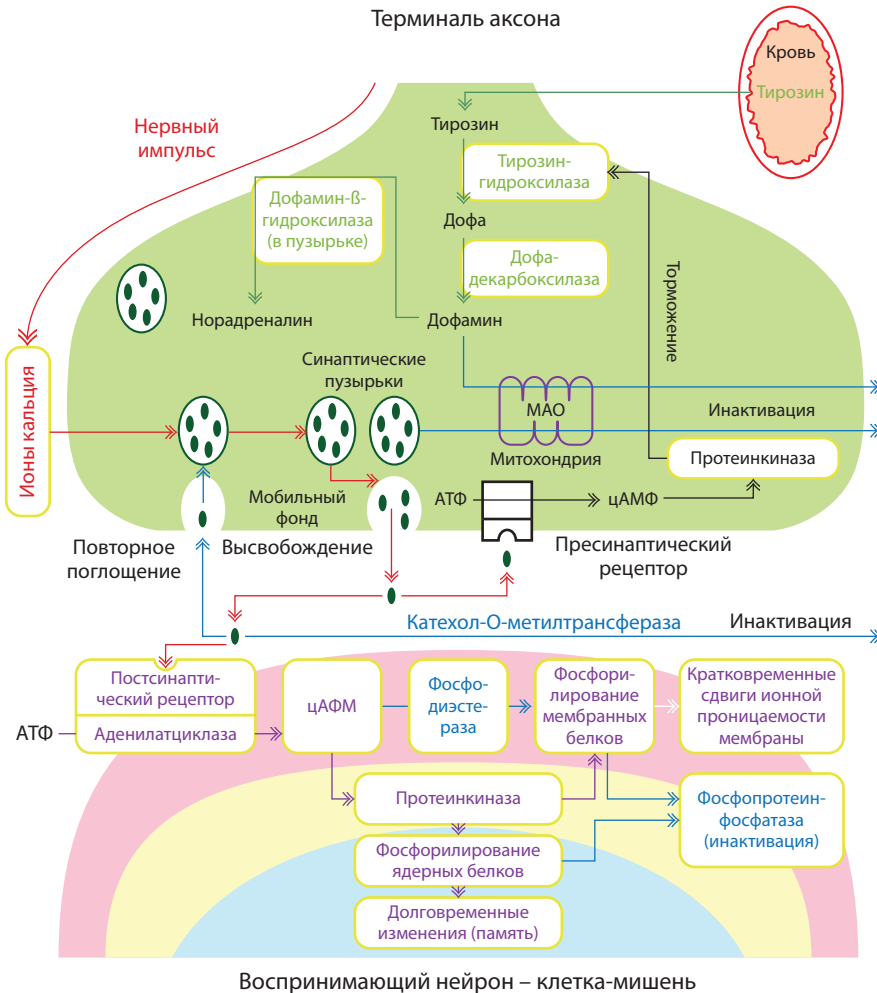 Терминаль аксона
Кровь
Тирозин
Нервный
импульс
Тирозин
Тирозин-
гидроксилаза
Дофамин-ß-
гидроксилаза
(в пузырьке)
Дофа
Дофа-
декарбоксилаза
Торможение
Норадреналин
Дофамин
Ионы кальция
Синаптические
пузырьки
МАО
Инактивация
Митохондрия
Протеинкиназа
Мобильный
фонд
АТФ
цАМФ
Повторное
поглощение
Высвобождение
Пресинаптический
рецептор
Катехол-О-метилтрансфераза
Инактивация
Постсинапти-
ческий рецептор
АТФ
Аденилатциклаза
цАФМ
Фосфо-
диэсте-
раза
Фосфори-
лирование
мембранных
белков
Кратковременные
сдвиги ионной
проницаемости
мембраны
Протеинкиназа
Фосфопротеин-
фосфатаза
(инактивация)
Фосфорилирование
ядерных белков
Долговременные
изменения (память)
Воспринимающий нейрон – клетка-мишень